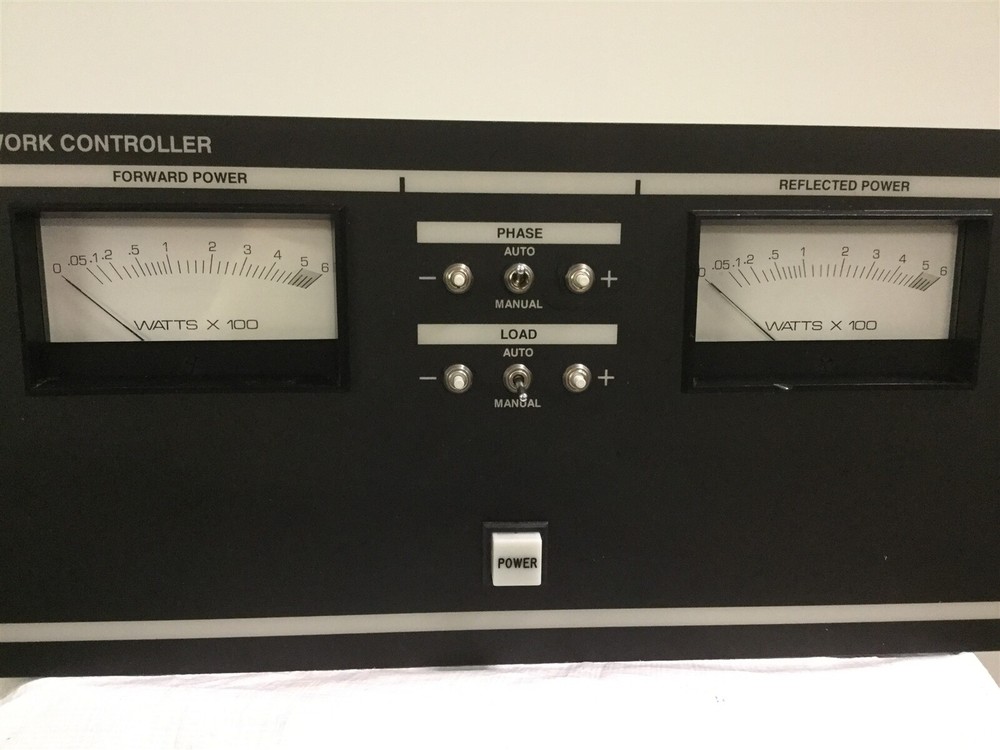 WORK CONTROLLER
FORWARD POWER
REFLECTED POWER
0 .05 .1 .2 .5 1 2 3 4 5 6
WATTS X 100
PHASE
AUTO
− +
MANUAL
LOAD
AUTO
− +
MANUAL
0 .05 .1 .2 .5 1 2 3 4 5 6
WATTS X 100
POWER